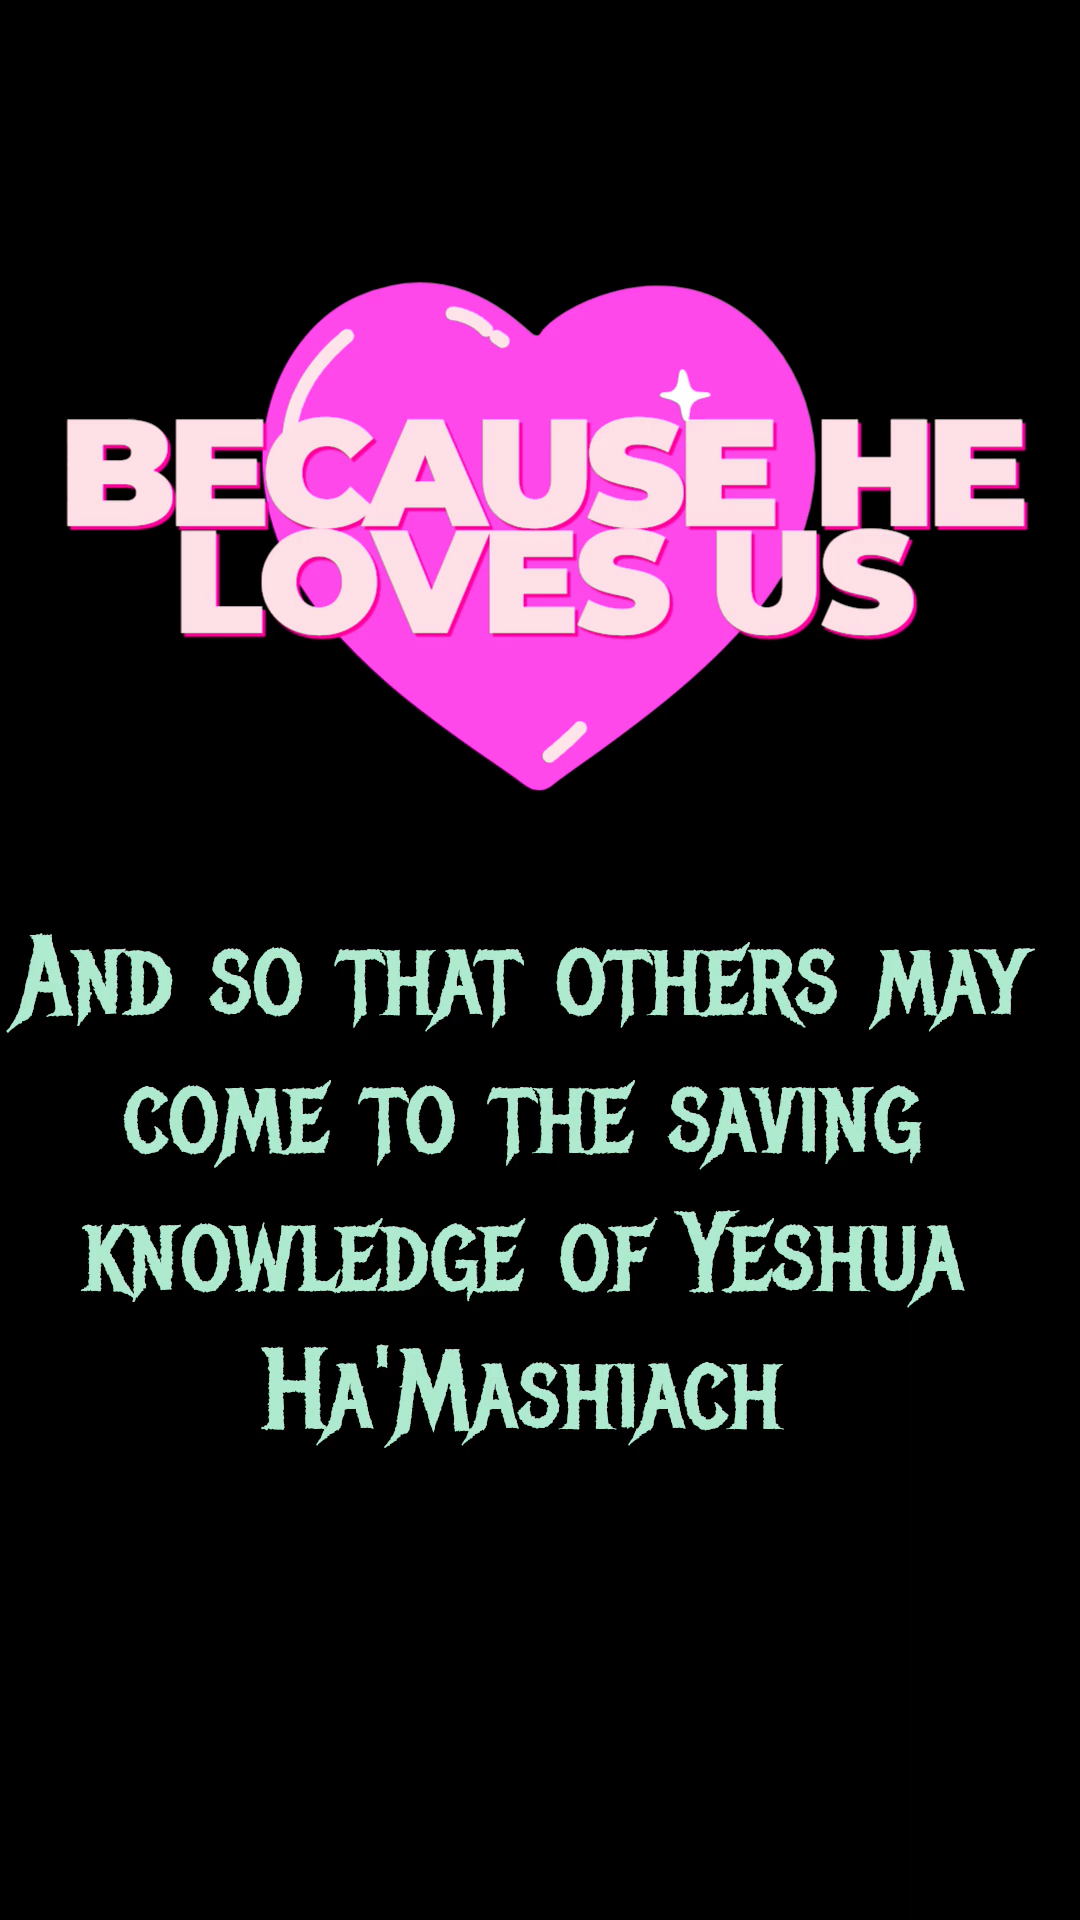 BECAUSE HE
LOVES US
And so that others may
come to the saving
knowledge of Yeshua
Ha'Mashiach